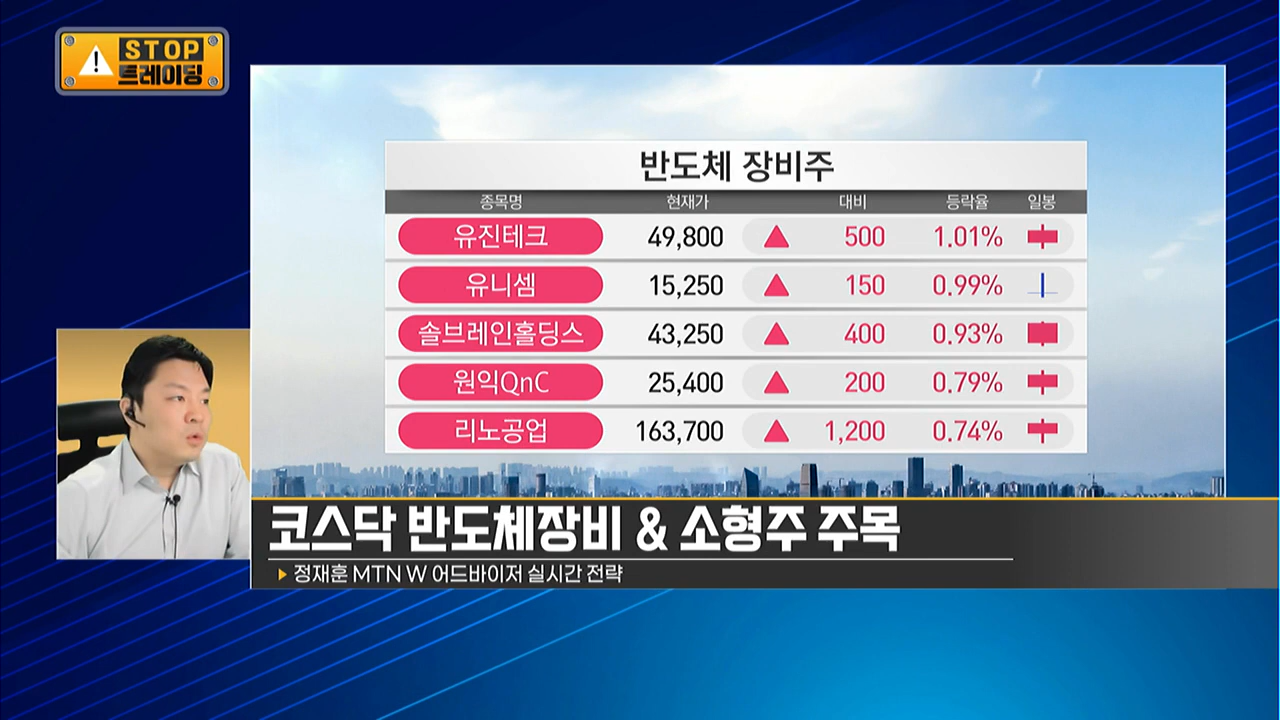 STOP
트레이딩
반도체 장비주
종목명 현재가 대비 등락율 일봉
유진테크 49,800 ▲ 500 1.01%
유니셈 15,250 ▲ 150 0.99%
솔브레인홀딩스 43,250 ▲ 400 0.93%
원익QnC 25,400 ▲ 200 0.79%
리노공업 163,700 ▲ 1,200 0.74%
코스닥 반도체장비 & 소형주 주목
▶ 정재훈 MTN W 어드바이저 실시간 전략